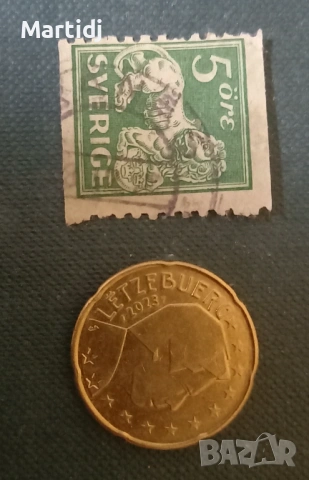 Martidi
5 ÖRE
SVERIGE
LËTZEBUERG
2023
BAZAR